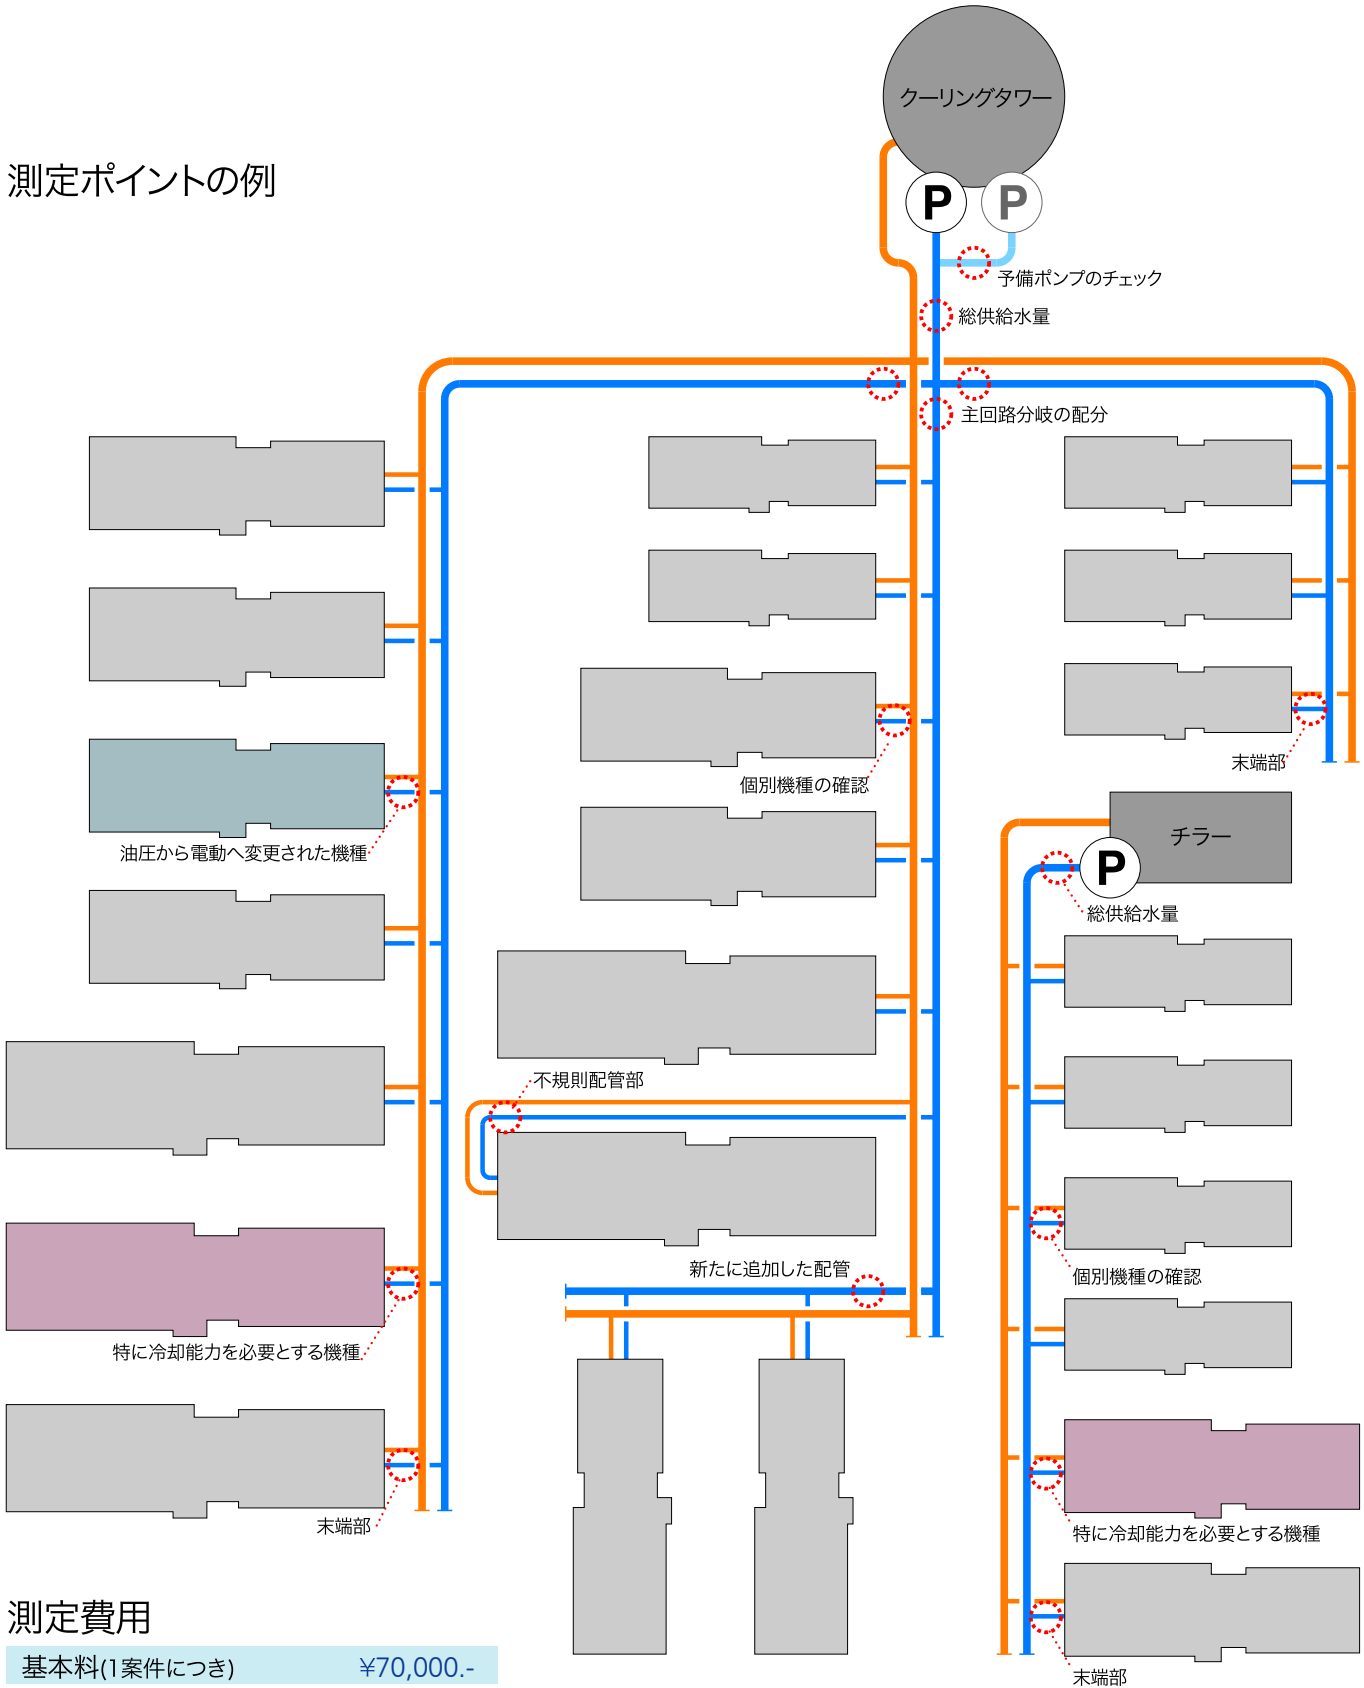 クーリングタワー
測定ポイントの例
P
P
予備ポンプのチェック
総供給水量
主回路分岐の配分
末端部
個別機種の確認
チラー
P
油圧から電動へ変更された機種
総供給水量
不規則配管部
新たに追加した配管
個別機種の確認
特に冷却能力を必要とする機種
末端部
特に冷却能力を必要とする機種
測定費用
基本料(1案件につき) ¥70,000.-
末端部